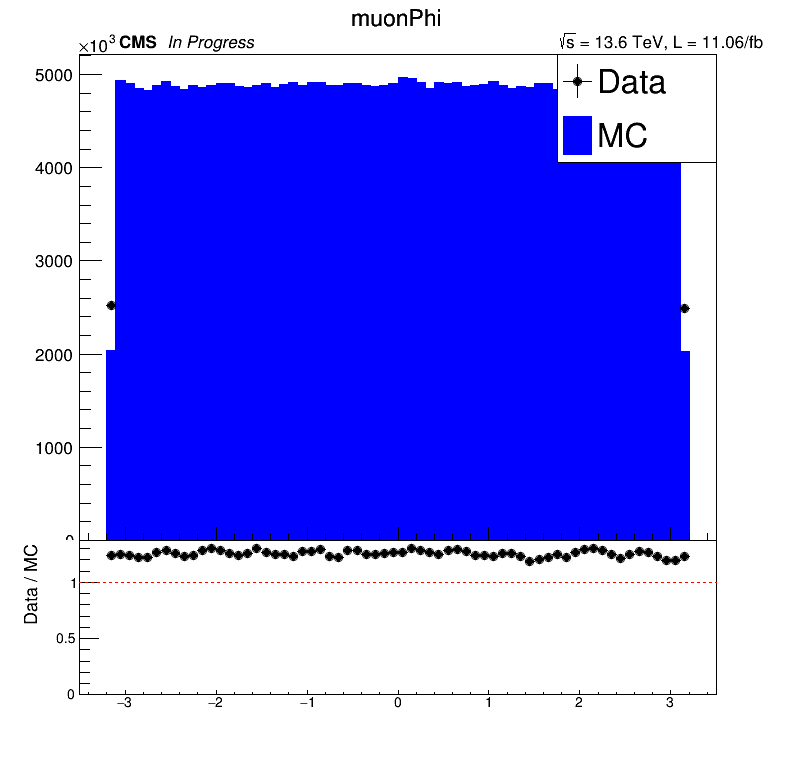 muonPhi
×10³ CMS In Progress √s = 13.6 TeV, L = 11.06/fb
5000
4000
3000
2000
1000
0
Data
MC
Data / MC
1
0.5
0
−3 −2 −1 0 1 2 3